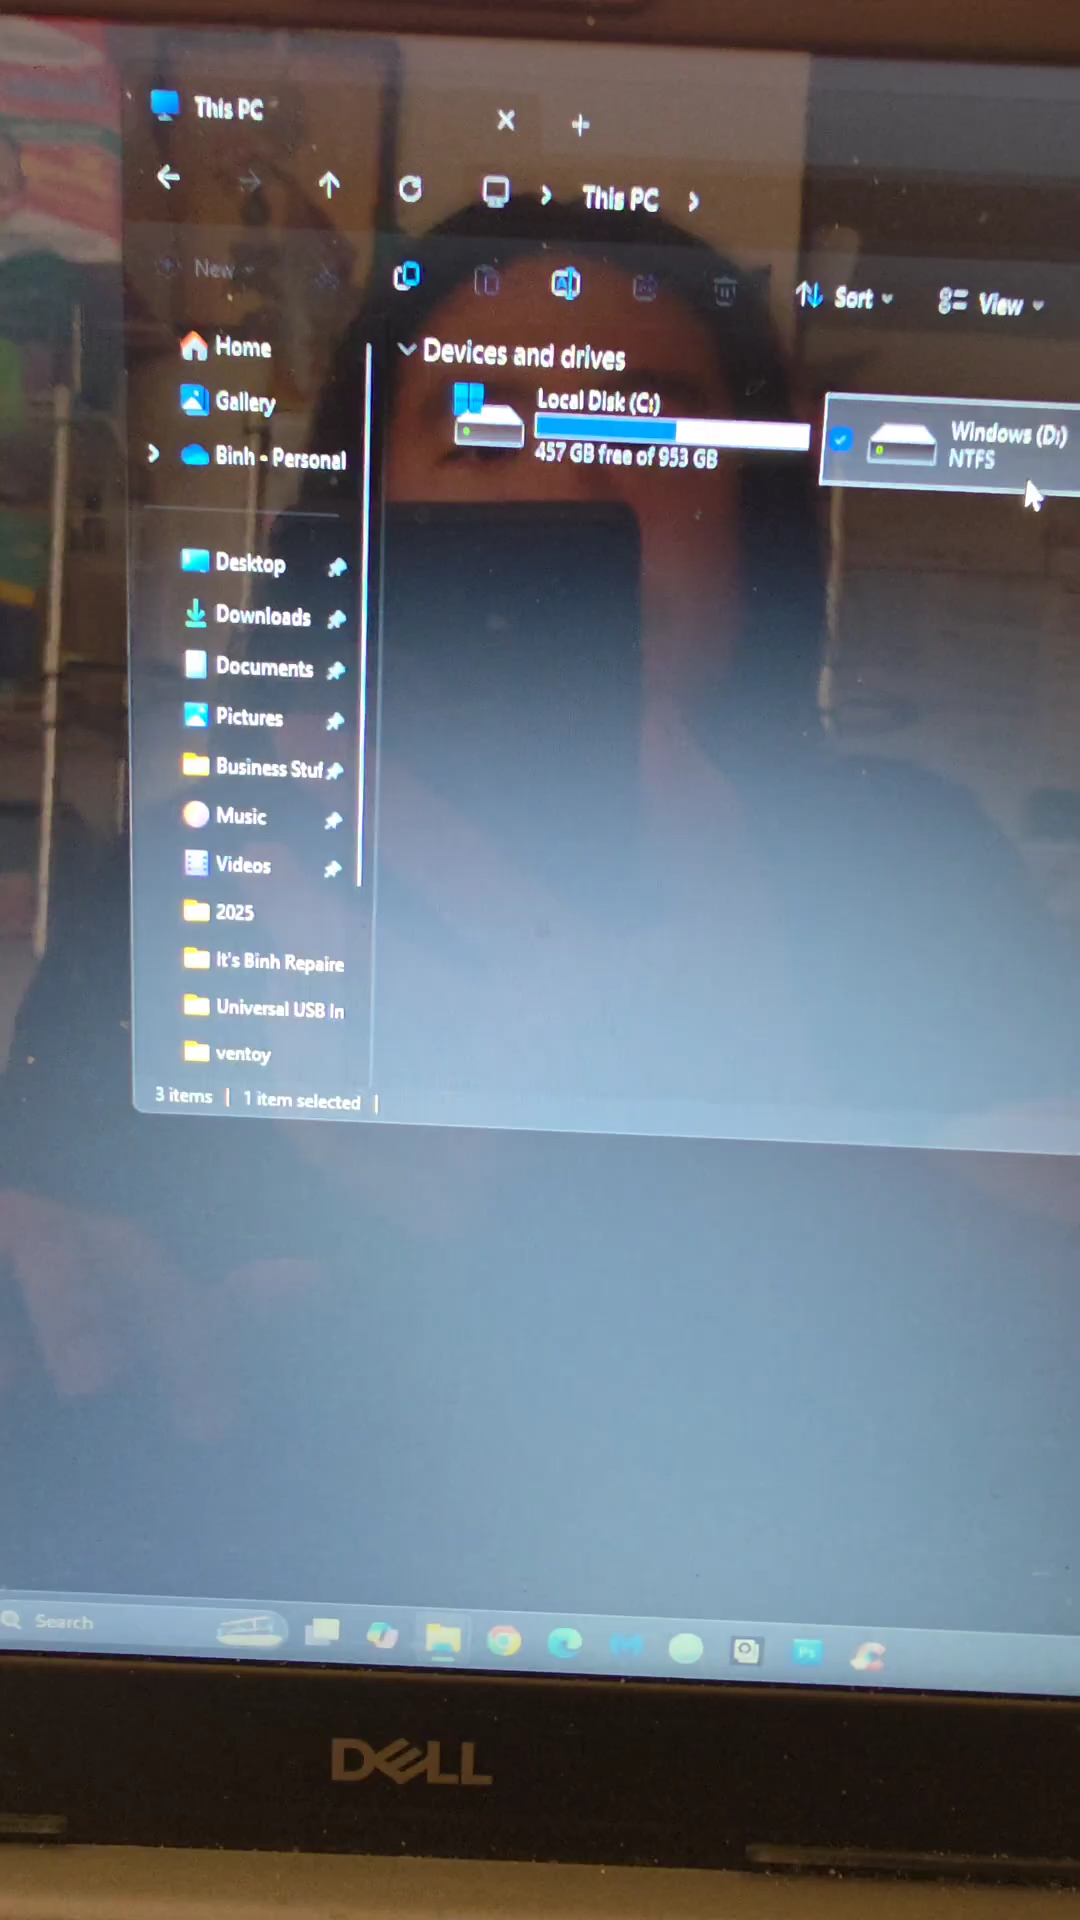 This PC
This PC
New
Sort
View
Home
Gallery
Binh - Personal
Desktop
Downloads
Documents
Pictures
Business Stuf
Music
Videos
2025
It's Binh Repaire
Universal USB In
ventoy
Devices and drives
Local Disk (C:)
457 GB free of 953 GB
Windows (D:)
NTFS
3 items
1 item selected
Search
Ps
DELL